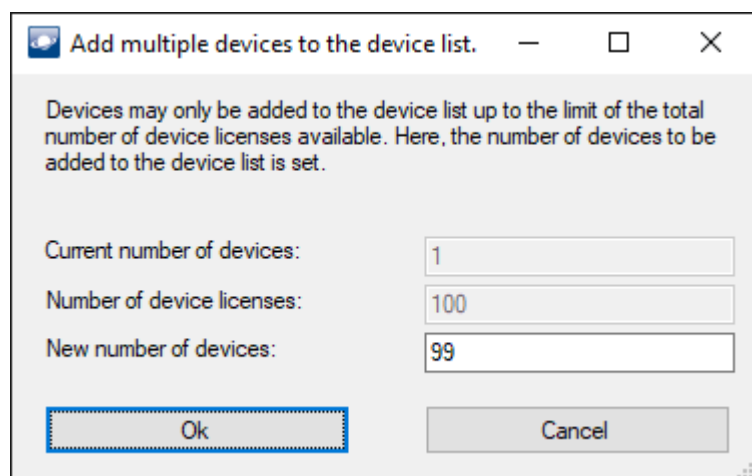 Add multiple devices to the device list.
Devices may only be added to the device list up to the limit of the total
number of device licenses available. Here, the number of devices to be
added to the device list is set.
Current number of devices: 1
Number of device licenses: 100
New number of devices: 99
Ok Cancel